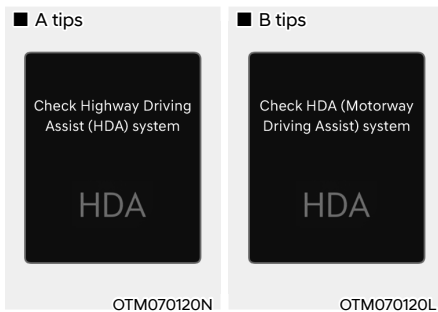 ■ A tips
Check Highway Driving
Assist (HDA) system
HDA
OTM070120N
■ B tips
Check HDA (Motorway
Driving Assist) system
HDA
OTM070120L